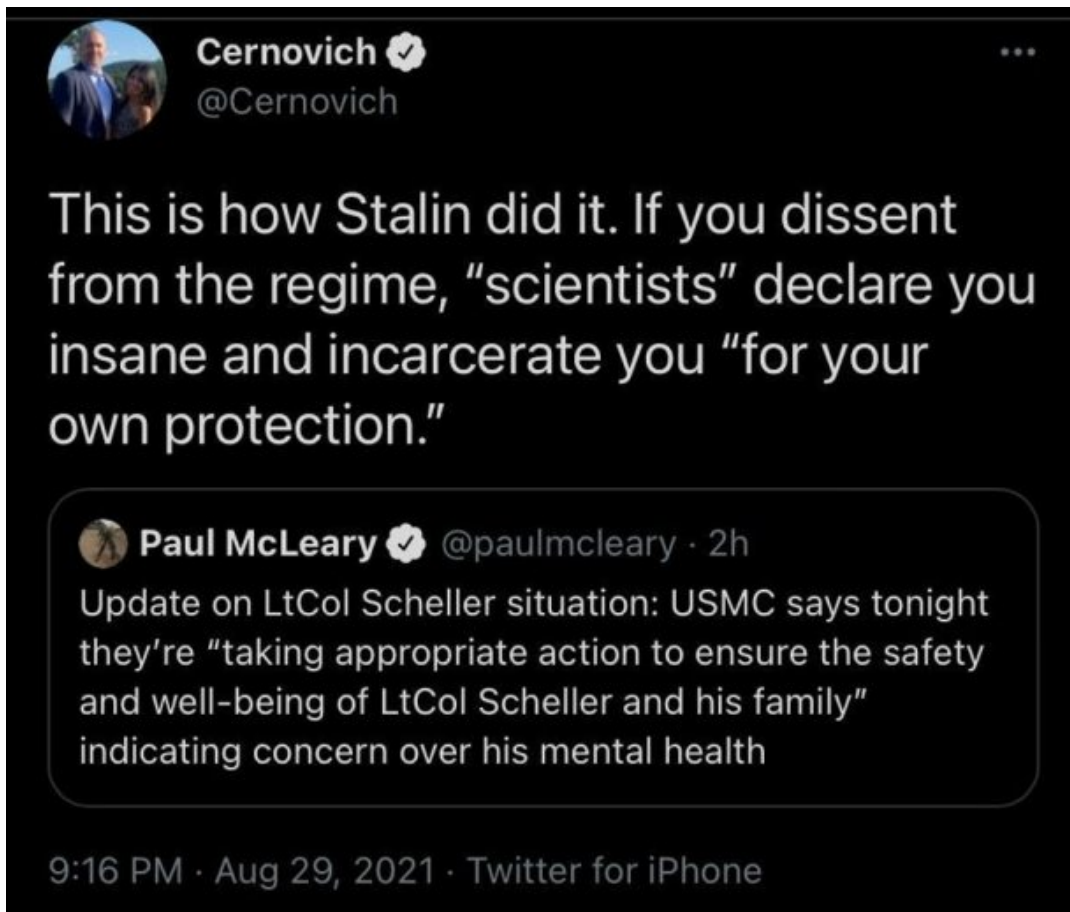 Cernovich
@Cernovich
This is how Stalin did it. If you dissent
from the regime, “scientists” declare you
insane and incarcerate you “for your
own protection.”
Paul McLeary @paulmcleary · 2h
Update on LtCol Scheller situation: USMC says tonight
they’re “taking appropriate action to ensure the safety
and well-being of LtCol Scheller and his family”
indicating concern over his mental health
9:16 PM · Aug 29, 2021 · Twitter for iPhone